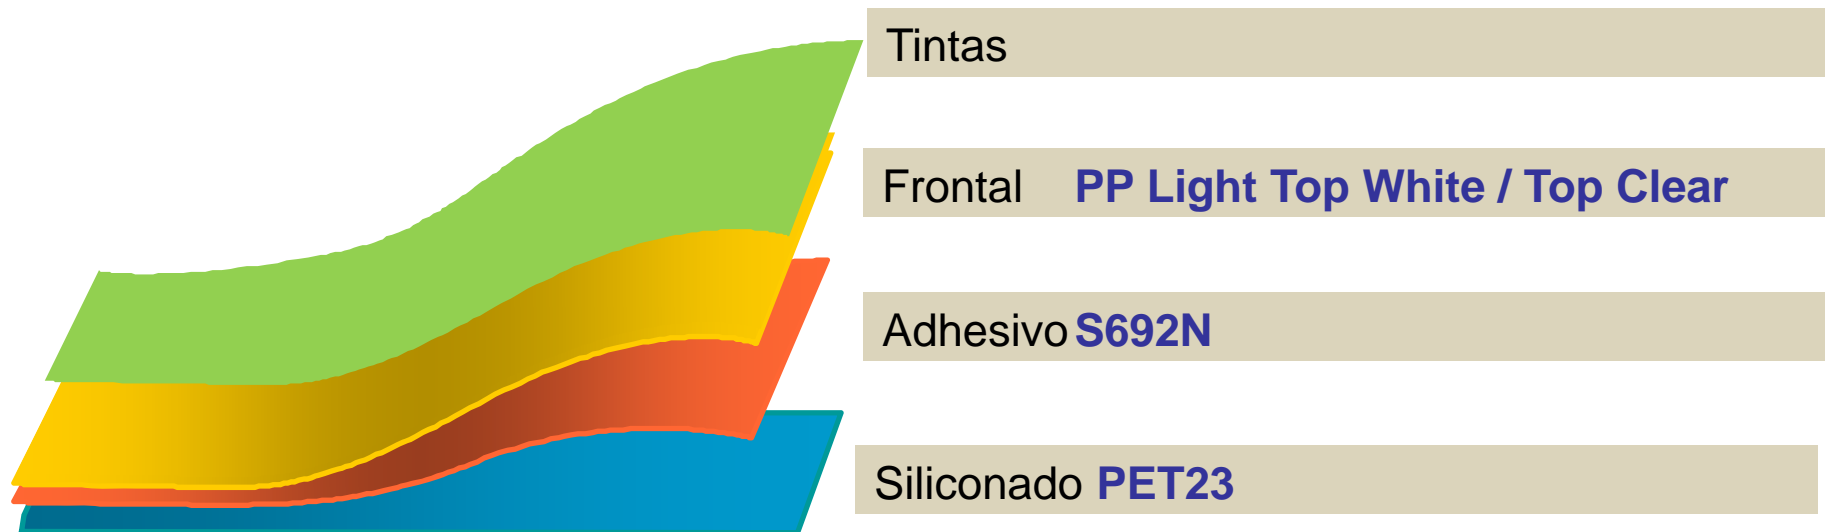 Tintas
Frontal PP Light Top White / Top Clear
Adhesivo S692N
Siliconado PET23